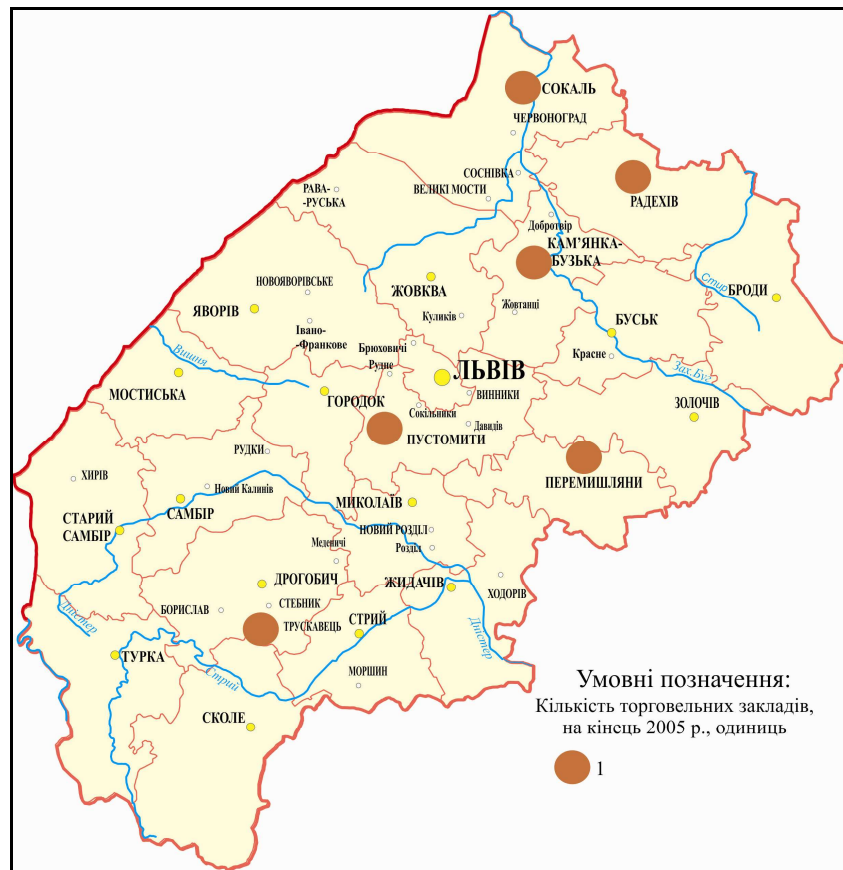 СОКАЛЬ
ЧЕРВОНОГРАД
СОСНІВКА
РАВА-
-РУСЬКА
ВЕЛИКІ МОСТИ
РАДЕХІВ
Добротвір
КАМ’ЯНКА-
БУЗЬКА
НОВОЯВОРІВСЬКЕ
ЖОВКВА
Стир
БРОДИ
ЯВОРІВ
Жовтанці
Куликів
БУСЬК
Івано-
-Франкове
Брюховичі
Вишня
Рудне
ЛЬВІВ
Красне
Зах.Буг
МОСТИСЬКА
ГОРОДОК
ВИННИКИ
ЗОЛОЧІВ
Сокільники
Давидів
ПУСТОМИТИ
РУДКИ
ХИРІВ
Новий Калинів
ПЕРЕМИШЛЯНИ
САМБІР
МИКОЛАЇВ
СТАРИЙ
САМБІР
НОВИЙ РОЗДІЛ
Меденичі
Розділ
ДРОГОБИЧ
ЖИДАЧІВ
ХОДОРІВ
БОРИСЛАВ
СТЕБНИК
Дністер
ТРУСКАВЕЦЬ
СТРИЙ
Дністер
ТУРКА
Стрий
МОРШИН
СКОЛЕ
Умовні позначення:
Кількість торговельних закладів,
на кінець 2005 р., одиниць
1